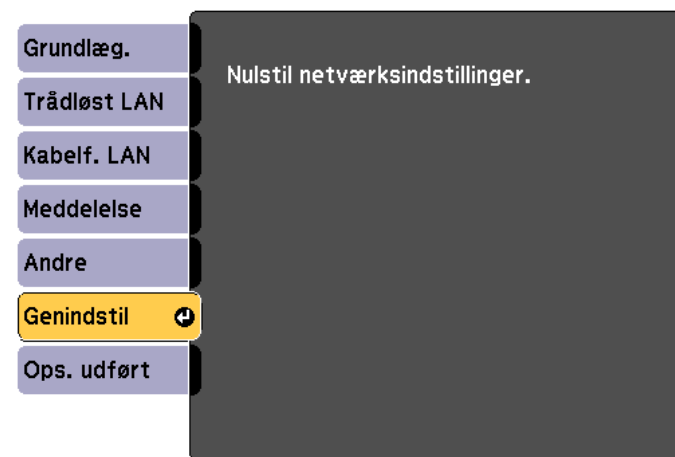 Grundlæg.
Nulstil netværksindstillinger.
Trådløst LAN
Kabelf. LAN
Meddelelse
Andre
Genindstil
Ops. udført